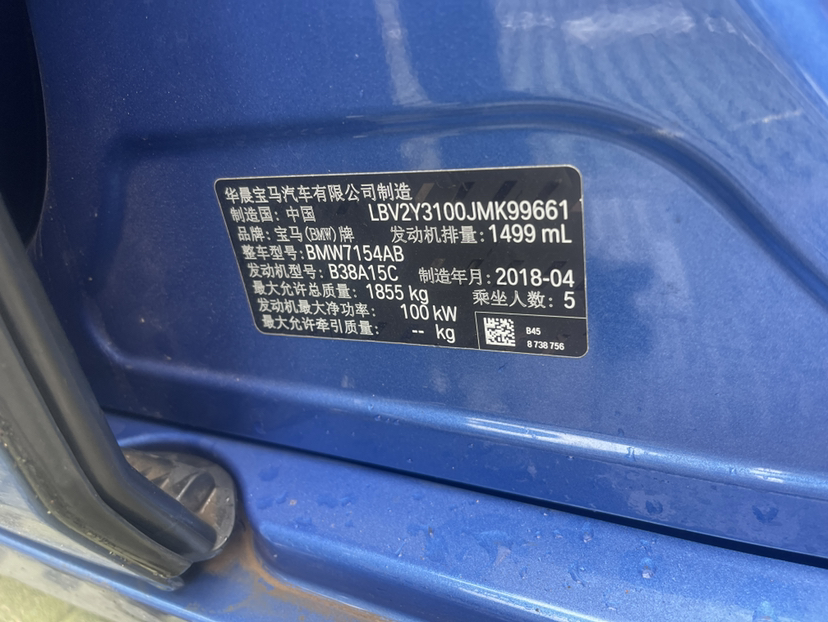 华晨宝马汽车有限公司制造
制造国: 中国 LBV2Y3100JMK99661
品牌: 宝马(BMW)牌 发动机排量: 1499 mL
整车型号: BMW7154AB
发动机型号: B38A15C 制造年月: 2018-04
最大允许总质量: 1855 kg 乘坐人数: 5
发动机最大净功率: 100 kW
最大允许牵引质量: -- kg
B45
8 738 756